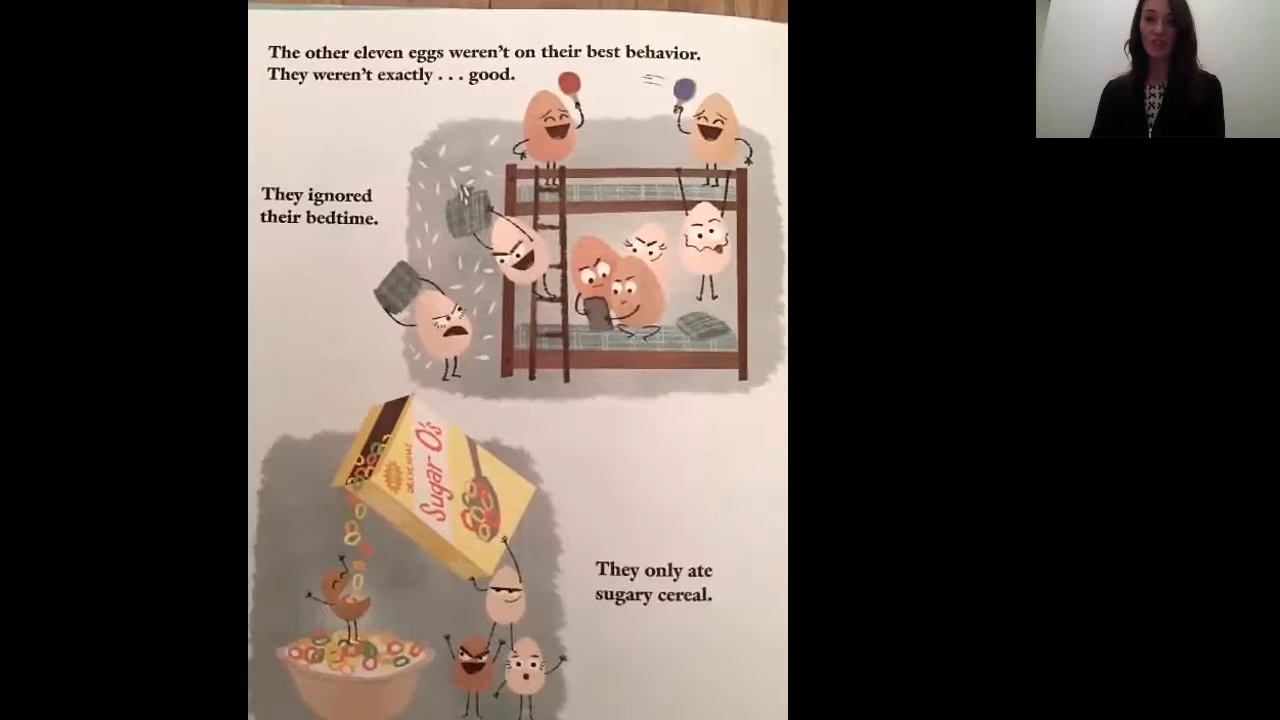 The other eleven eggs weren't on their best behavior.
They weren't exactly . . . good.
They ignored
their bedtime.
DELICIOUS
Sugar O's
They only ate
sugary cereal.